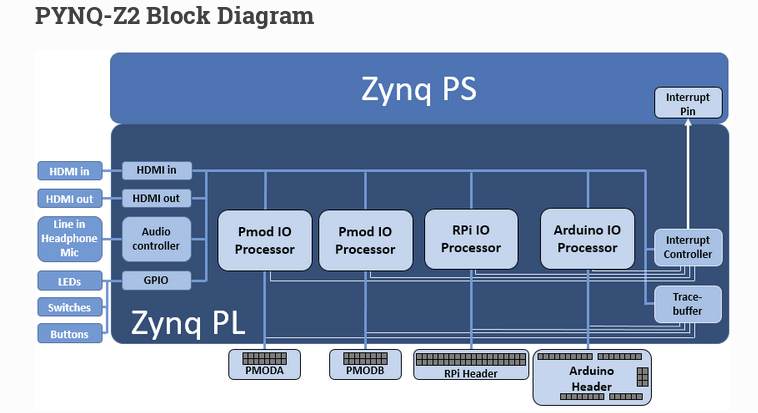 PYNQ-Z2 Block Diagram
Zynq PS
Interrupt
Pin
HDMI in
HDMI in
HDMI out
HDMI out
Line in
Headphone
Mic
Audio
controller
Pmod IO
Processor
Pmod IO
Processor
RPi IO
Processor
Arduino IO
Processor
Interrupt
Controller
LEDs
GPIO
Switches
Buttons
Trace-
buffer
Zynq PL
PMODA
PMODB
RPi Header
Arduino
Header